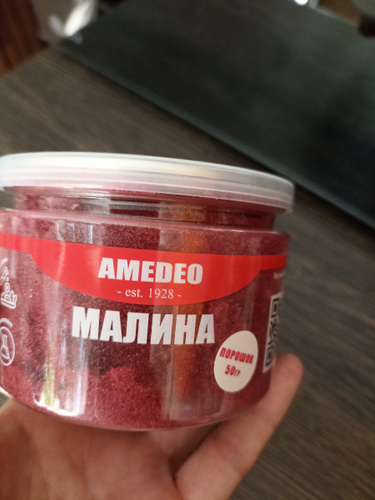 AMEDEO
- est. 1928 -
МАЛИНА
ПОРОШОК
50ГР